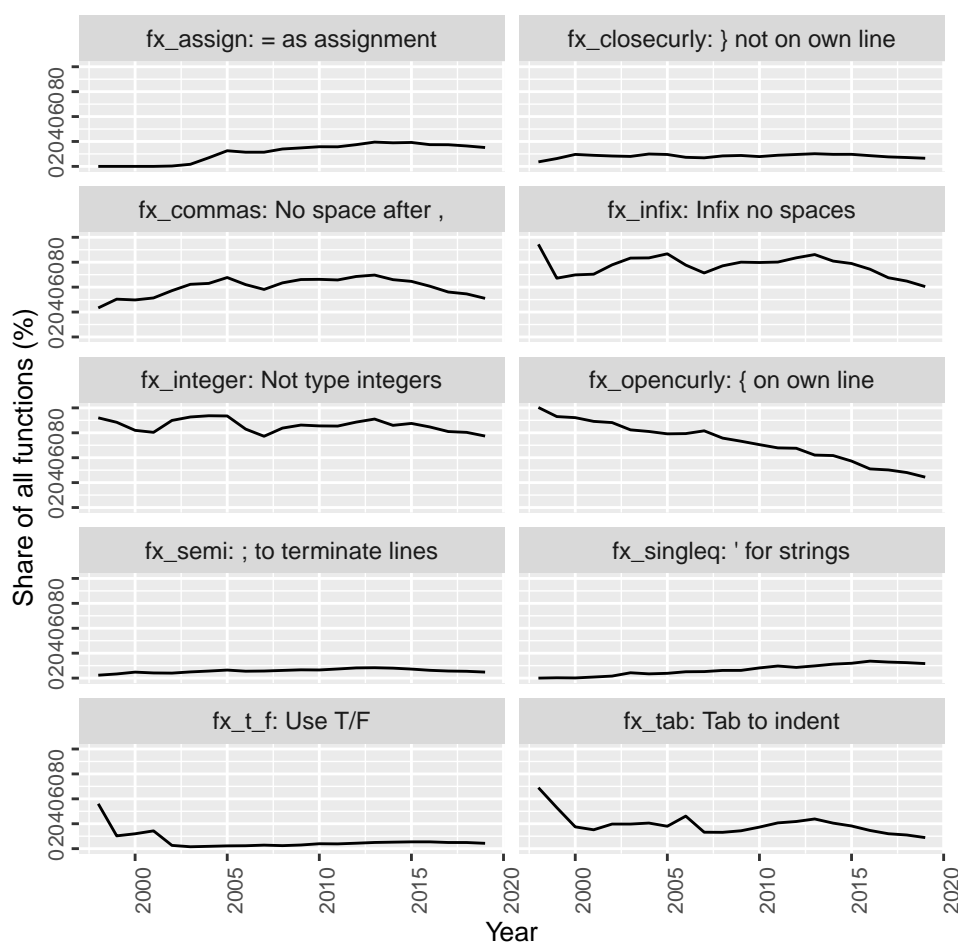 fx_assign: = as assignment
fx_closecurly: } not on own line
020406080
fx_commas: No space after ,
fx_infix: Infix no spaces
020406080
fx_integer: Not type integers
fx_opencurly: { on own line
020406080
fx_semi: ; to terminate lines
fx_singleq: ' for strings
020406080
fx_t_f: Use T/F
fx_tab: Tab to indent
020406080
2000 2005 2010 2015 2020
2000 2005 2010 2015 2020
Year
Share of all functions (%)